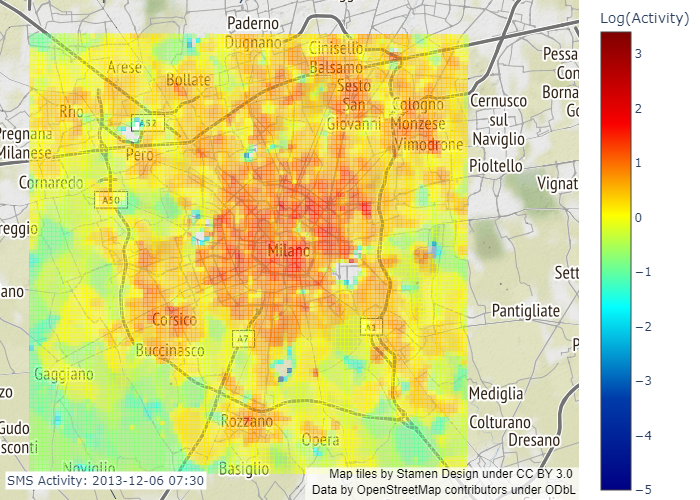 Log(Activity)
3
2
1
0
−1
−2
−3
−4
−5
Paderno
Dugnano
Cinisello
Balsamo
Arese
Bollate
Sesto
San
Giovanni
Pessa
Con
Borna
Go
Rho
A52
Cologno
Monzese
Cernusco
sul
Naviglio
Pregnana
Milanese
Pero
Vimodrone
Pioltello
Cornaredo
A50
Vignat
reggio
Milano
Sett
ano
Corsico
A7
A1
Pantigliate
P
Buccinasco
Gaggiano
zo
Mediglia
Rozzano
Colturano
Gudo
sconti
Opera
Dresano
Noviglio
Basiglio
SMS Activity: 2013-12-06 07:30
Map tiles by Stamen Design under CC BY 3.0
Data by OpenStreetMap contributors under ODbL